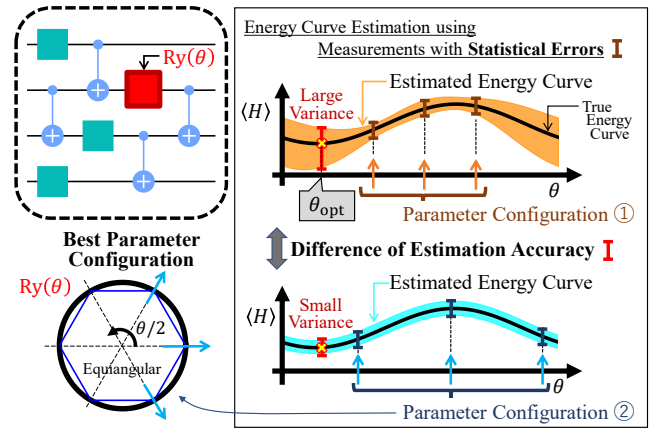 Ry(θ)
Energy Curve Estimation using
Measurements with Statistical Errors
⟨H⟩
Large
Variance
Estimated Energy Curve
True
Energy
Curve
θ
θopt
Parameter Configuration ①
Difference of Estimation Accuracy
Best Parameter
Configuration
Ry(θ)
θ/2
Equiangular
⟨H⟩
Small
Variance
Estimated Energy Curve
θ
Parameter Configuration ②